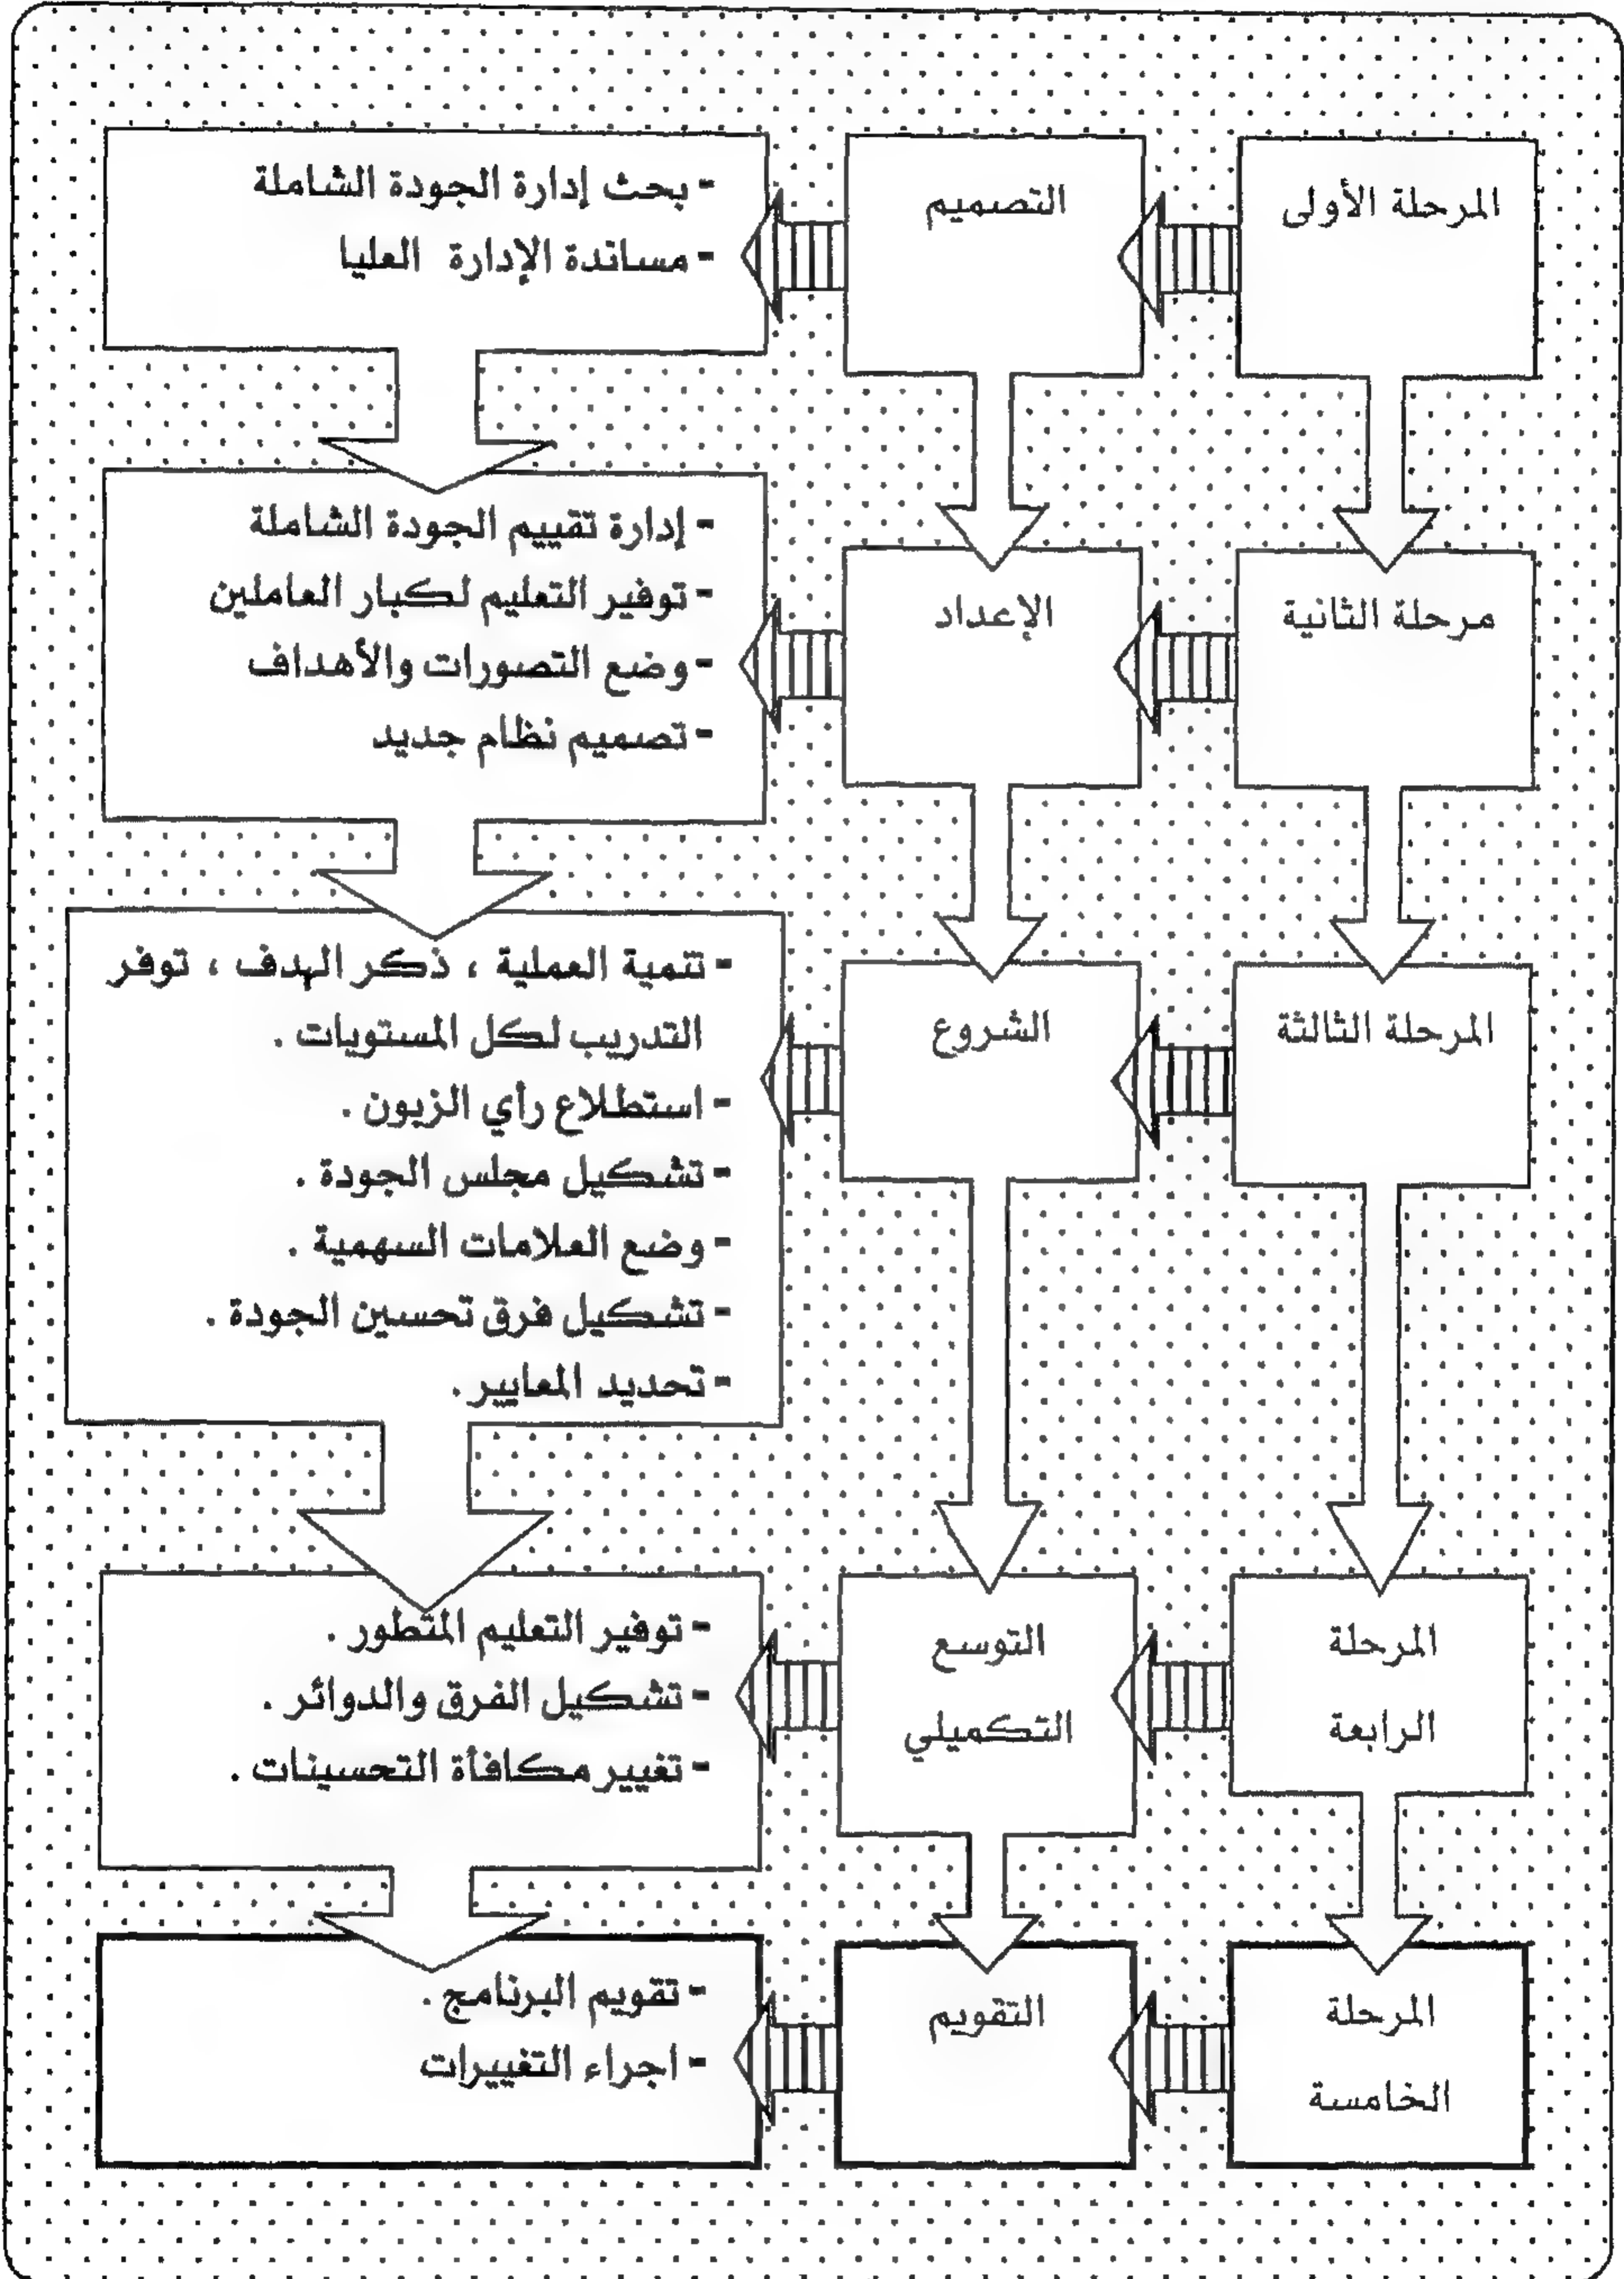 المرحلة الأولى
التصميم
- بحث إدارة الجودة الشاملة
- مساندة الإدارة العليا
مرحلة الثانية
الإعداد
- إدارة تقييم الجودة الشاملة
- توفير التعليم لكبار العاملين
- وضع التصورات والأهداف
- تصميم نظام جديد
المرحلة الثالثة
الشروع
- تنمية العملية ، ذكر الهدف ، توفر
التدريب لكل المستويات .
- استطلاع رأي الزبون .
- تشكيل مجلس الجودة .
- وضع العلامات السهمية .
- تشكيل فرق تحسين الجودة .
- تحديد المعايير .
المرحلة
الرابعة
التوسع
التكميلي
- توفير التعليم المتطور .
- تشكيل الفرق والدوائر .
- تغيير مكافأة التحسينات .
المرحلة
الخامسة
التقويم
- تقويم البرنامج .
- اجراء التغييرات